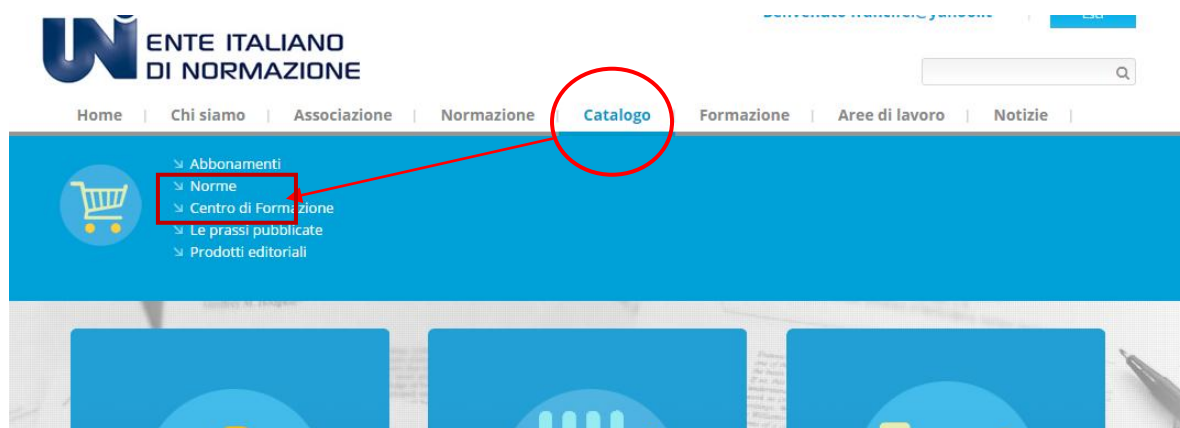 UNI ENTE ITALIANO
DI NORMAZIONE
Home | Chi siamo | Associazione | Normazione | Catalogo | Formazione | Aree di lavoro | Notizie |
Abbonamenti
Norme
Centro di Formazione
Le prassi pubblicate
Prodotti editoriali